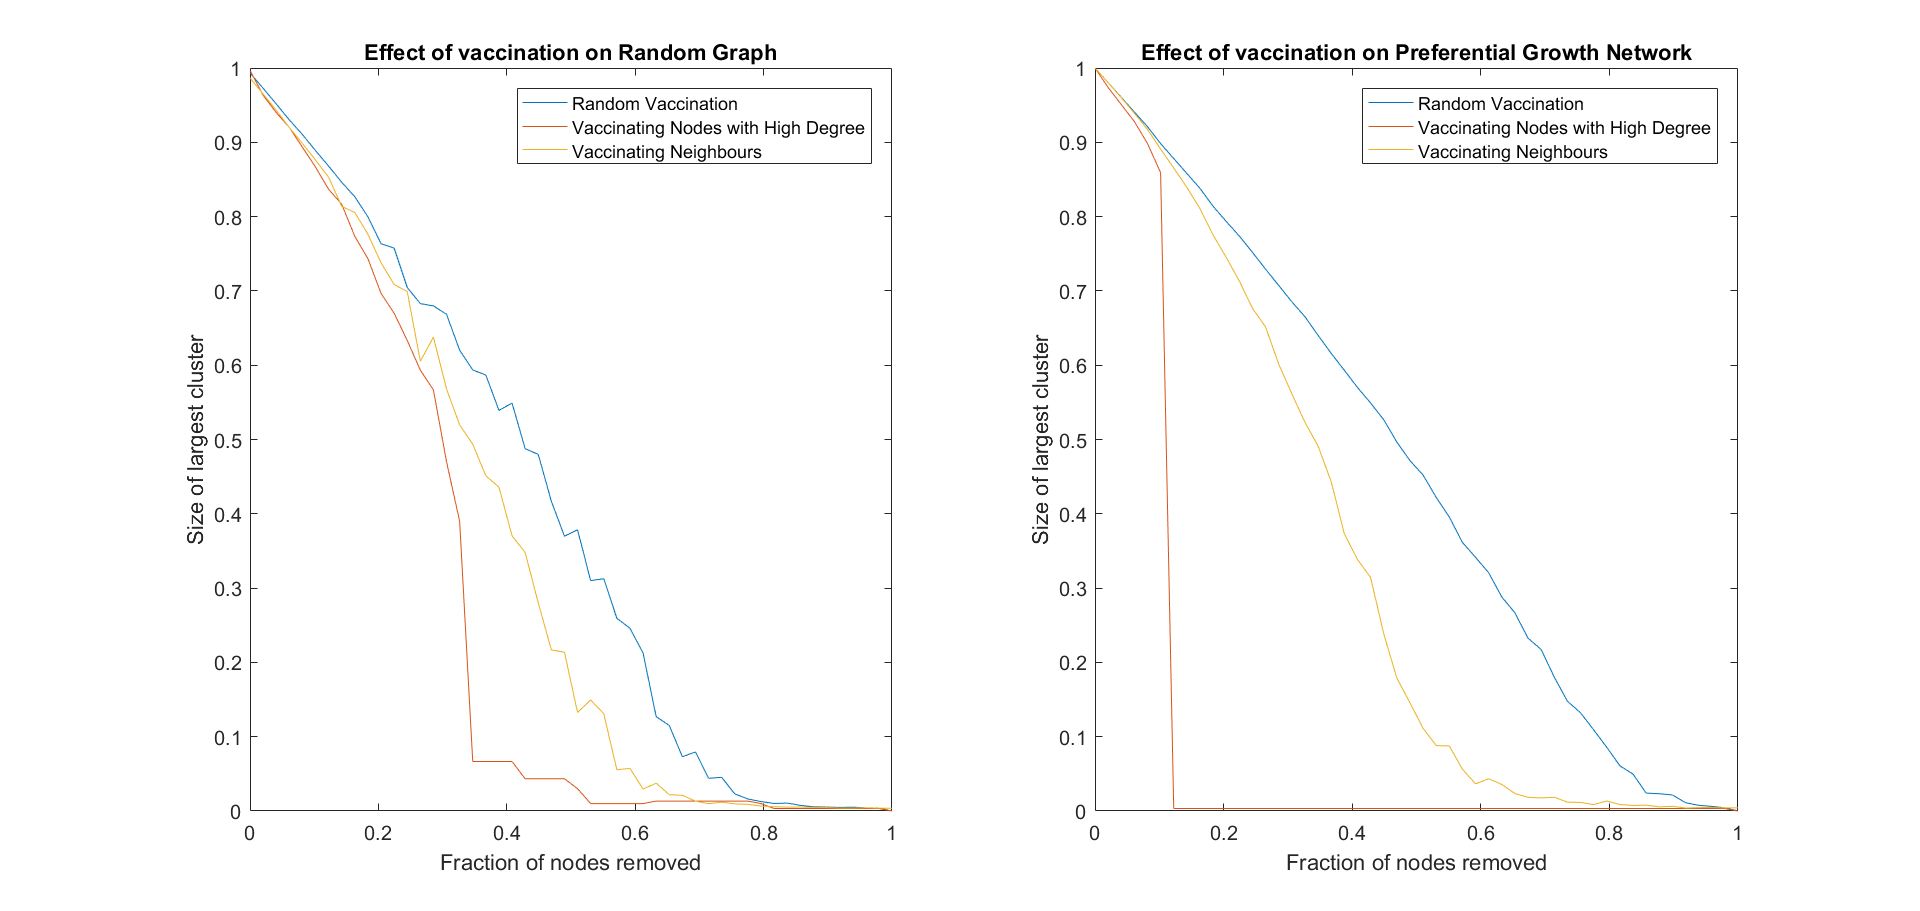 Effect of vaccination on Random Graph
1
0.9
0.8
0.7
0.6
0.5
0.4
0.3
0.2
0.1
0
Size of largest cluster
Random Vaccination
Vaccinating Nodes with High Degree
Vaccinating Neighbours
0 0.2 0.4 0.6 0.8 1
Fraction of nodes removed
Effect of vaccination on Preferential Growth Network
1
0.9
0.8
0.7
0.6
0.5
0.4
0.3
0.2
0.1
0
Size of largest cluster
Random Vaccination
Vaccinating Nodes with High Degree
Vaccinating Neighbours
0 0.2 0.4 0.6 0.8 1
Fraction of nodes removed